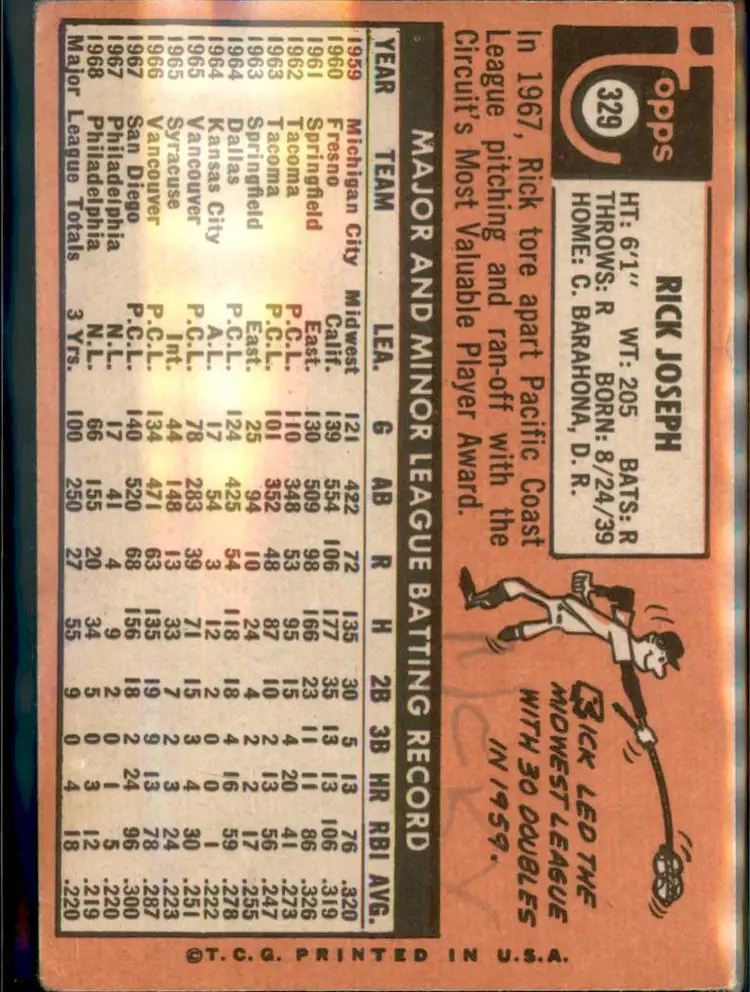 Topps
329
RICK JOSEPH
HT: 6'1" WT: 205 BATS: R
THROWS: R BORN: 8/24/39
HOME: C. BARAHONA, D. R.
In 1967, Rick tore apart Pacific Coast
League pitching and ran-off with the
Circuit's Most Valuable Player Award.
RICK LED THE
MIDWEST LEAGUE
WITH 30 DOUBLES
IN 1959.
RICKY
MAJOR AND MINOR LEAGUE BATTING RECORD
YEAR TEAM LEA. G AB R H 2B 3B HR RBI AVG.
1959 Michigan City Midwest 121 422 72 135 30 5 13 76 .320
1960 Fresno Calif. 139 554 106 177 35 13 13 106 .319
1961 Springfield East. 130 509 98 166 23 11 11 86 .326
1962 Tacoma P.C.L. 110 348 53 95 15 4 20 41 .273
1963 Tacoma P.C.L. 101 352 48 87 10 2 13 56 .247
1963 Springfield East. 25 94 10 24 4 2 2 17 .255
1964 Dallas P.C.L. 124 425 54 118 18 4 16 59 .278
1964 Kansas City A.L. 17 54 3 12 2 0 0 1 .222
1965 Vancouver P.C.L. 78 283 39 71 15 3 4 30 .251
1965 Syracuse Int. 44 148 13 33 7 2 3 24 .223
1966 Vancouver P.C.L. 134 471 63 135 19 9 13 78 .287
1967 San Diego P.C.L. 140 520 68 156 18 2 24 96 .300
1967 Philadelphia N.L. 17 41 4 9 2 0 1 5 .220
1968 Philadelphia N.L. 66 155 20 34 5 0 3 12 .219
Major League Totals 3 Yrs. 100 250 27 55 9 0 4 18 .220
©T.C.G. PRINTED IN U.S.A.